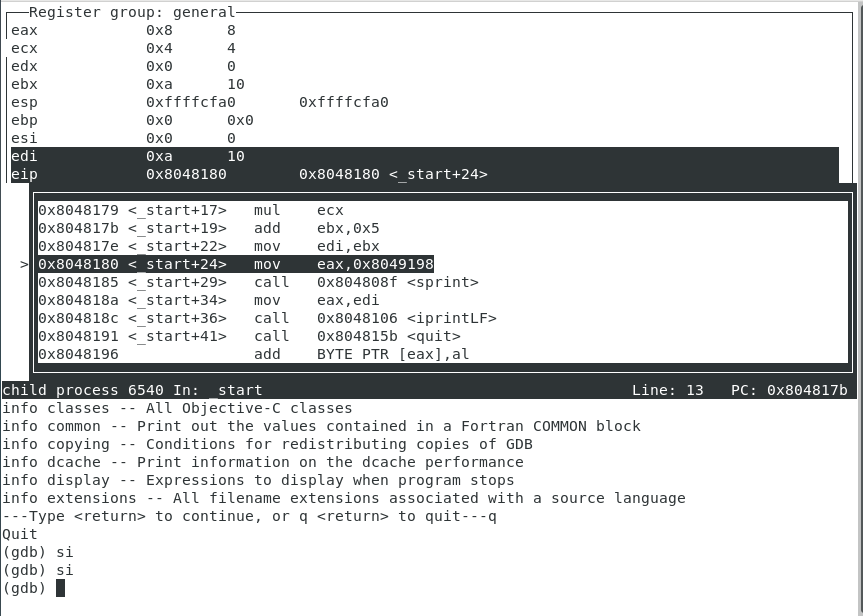 Register group: general
eax 0x8 8
ecx 0x4 4
edx 0x0 0
ebx 0xa 10
esp 0xffffcfa0 0xffffcfa0
ebp 0x0 0x0
esi 0x0 0
edi 0xa 10
eip 0x8048180 0x8048180 <_start+24>
0x8048179 <_start+17> mul ecx
0x804817b <_start+19> add ebx,0x5
0x804817e <_start+22> mov edi,ebx
> 0x8048180 <_start+24> mov eax,0x8049198
0x8048185 <_start+29> call 0x804808f <sprint>
0x804818a <_start+34> mov eax,edi
0x804818c <_start+36> call 0x8048106 <iprintLF>
0x8048191 <_start+41> call 0x804815b <quit>
0x8048196 add BYTE PTR [eax],al
child process 6540 In: _start Line: 13 PC: 0x804817b
info classes -- All Objective-C classes
info common -- Print out the values contained in a Fortran COMMON block
info copying -- Conditions for redistributing copies of GDB
info dcache -- Print information on the dcache performance
info display -- Expressions to display when program stops
info extensions -- All filename extensions associated with a source language
---Type <return> to continue, or q <return> to quit---q
Quit
(gdb) si
(gdb) si
(gdb)